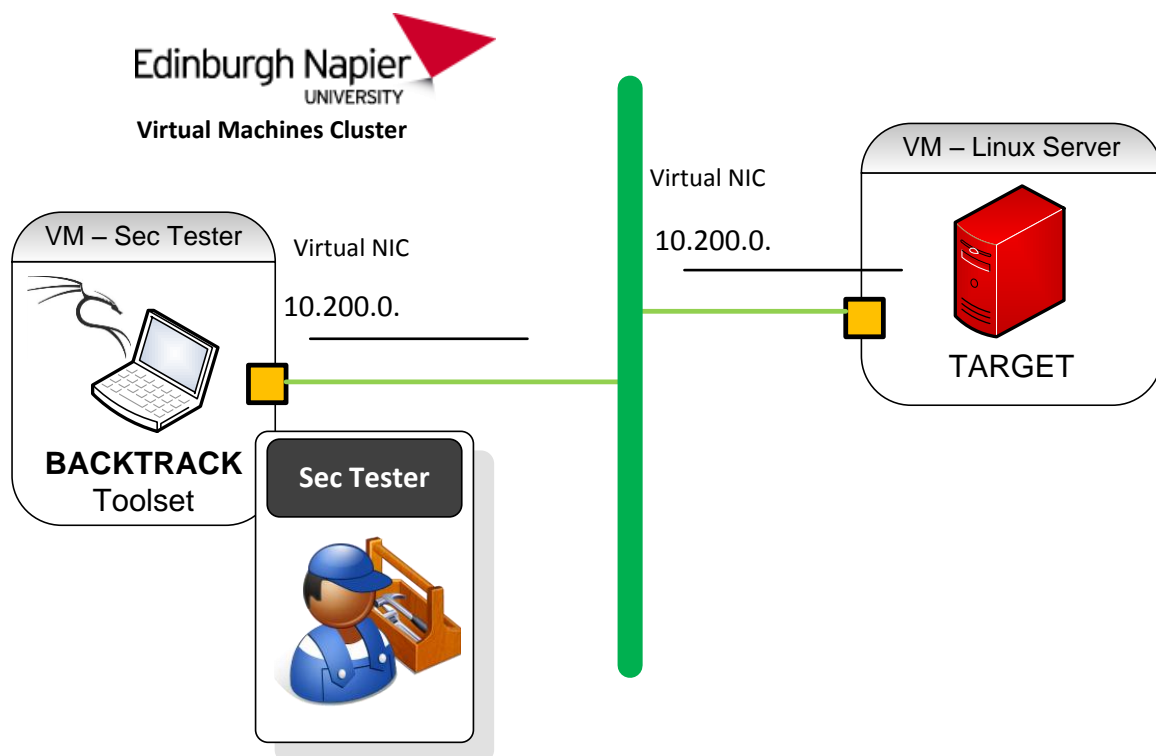 Edinburgh Napier
UNIVERSITY
Virtual Machines Cluster
VM – Sec Tester
Virtual NIC
10.200.0.
BACKTRACK
Toolset
Sec Tester
Virtual NIC
10.200.0.
VM – Linux Server
TARGET